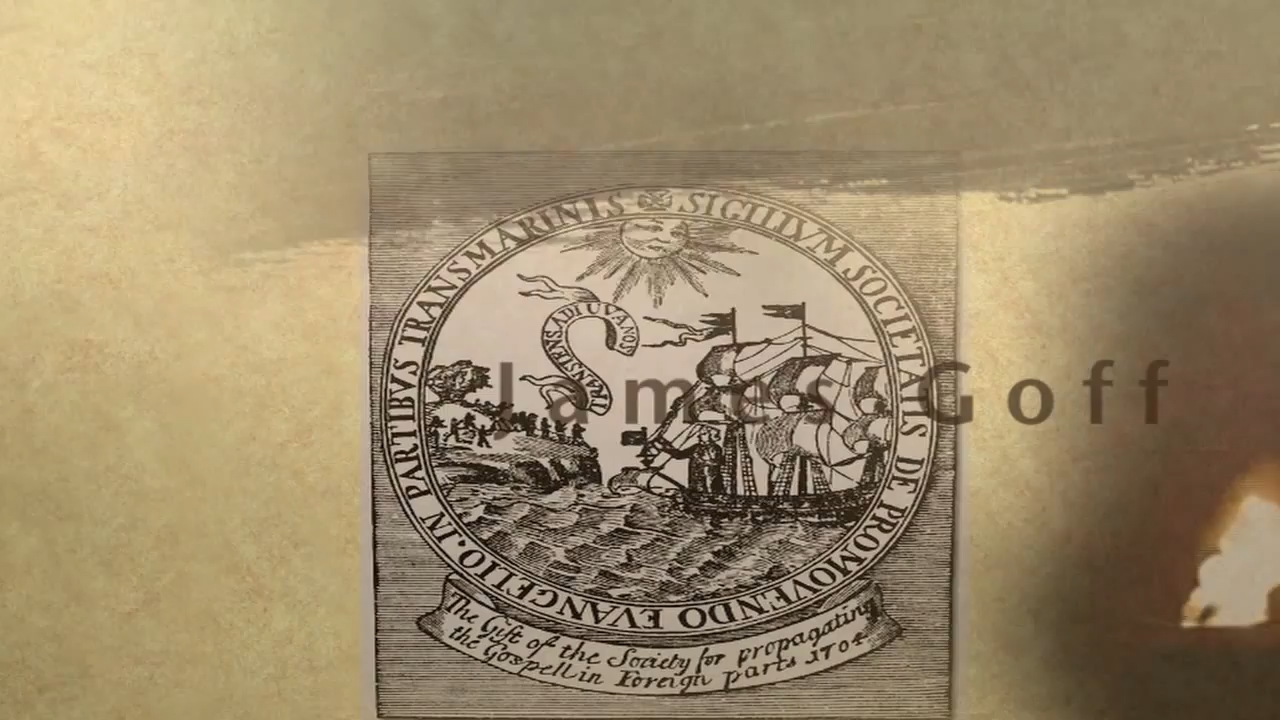 SIGILIVM SOCIETATIS DE PROMOVENDO EVANGELIO.IN PARTIBVS TRANSMARINIS
TRANSIENS ADIUVA NOS
James Goff
The Gift of the Society for propagating
the Gospell in Foreign parts 1704